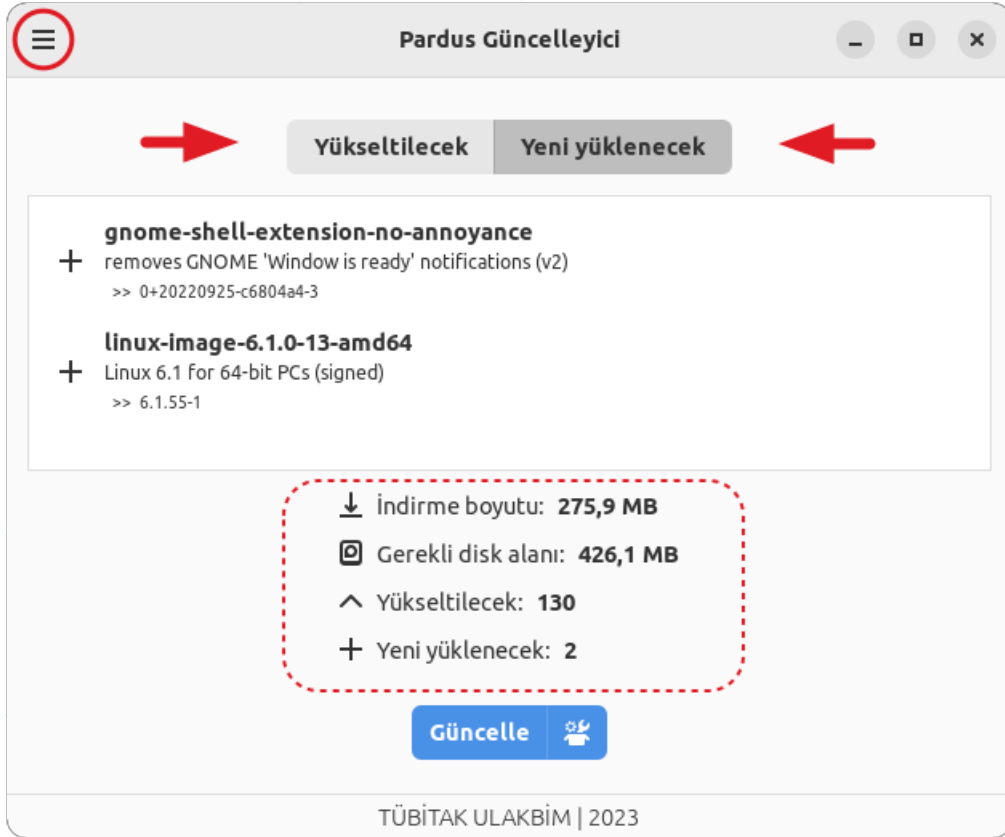 Pardus Güncelleyici
Yükseltilecek Yeni yüklenecek
gnome-shell-extension-no-annoyance
removes GNOME 'Window is ready' notifications (v2)
>> 0+20220925-c6804a4-3
linux-image-6.1.0-13-amd64
Linux 6.1 for 64-bit PCs (signed)
>> 6.1.55-1
İndirme boyutu: 275,9 MB
Gerekli disk alanı: 426,1 MB
Yükseltilecek: 130
Yeni yüklenecek: 2
Güncelle
TÜBİTAK ULAKBİM | 2023